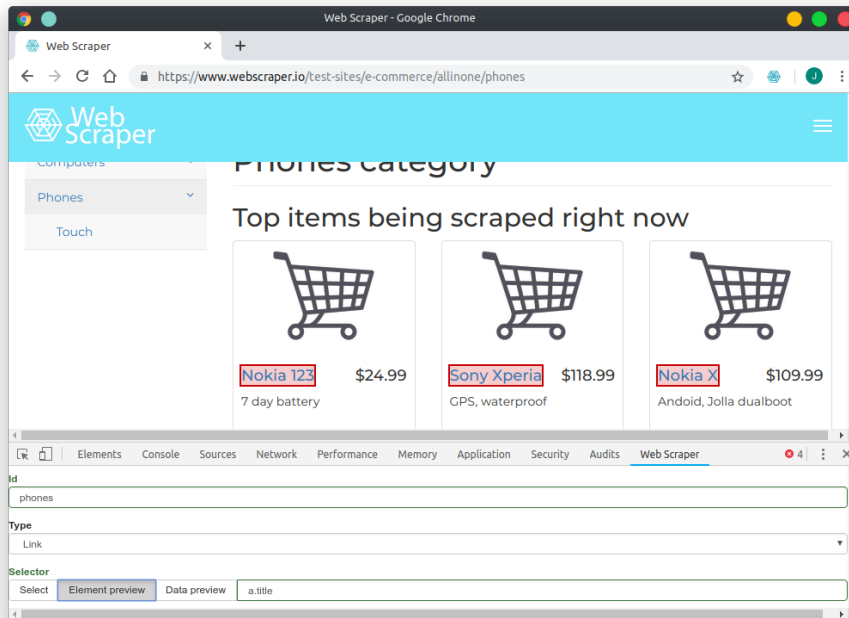 Web Scraper - Google Chrome
Web Scraper
https://www.webscraper.io/test-sites/e-commerce/allinone/phones
J
Web
Scraper
Computers
Phones category
Phones
Top items being scraped right now
Touch
Nokia 123 $24.99
7 day battery
Sony Xperia $118.99
GPS, waterproof
Nokia X $109.99
Andoid, Jolla dualboot
Elements Console Sources Network Performance Memory Application Security Audits Web Scraper 4
Id
phones
Type
Link
Selector
Select Element preview Data preview a.title